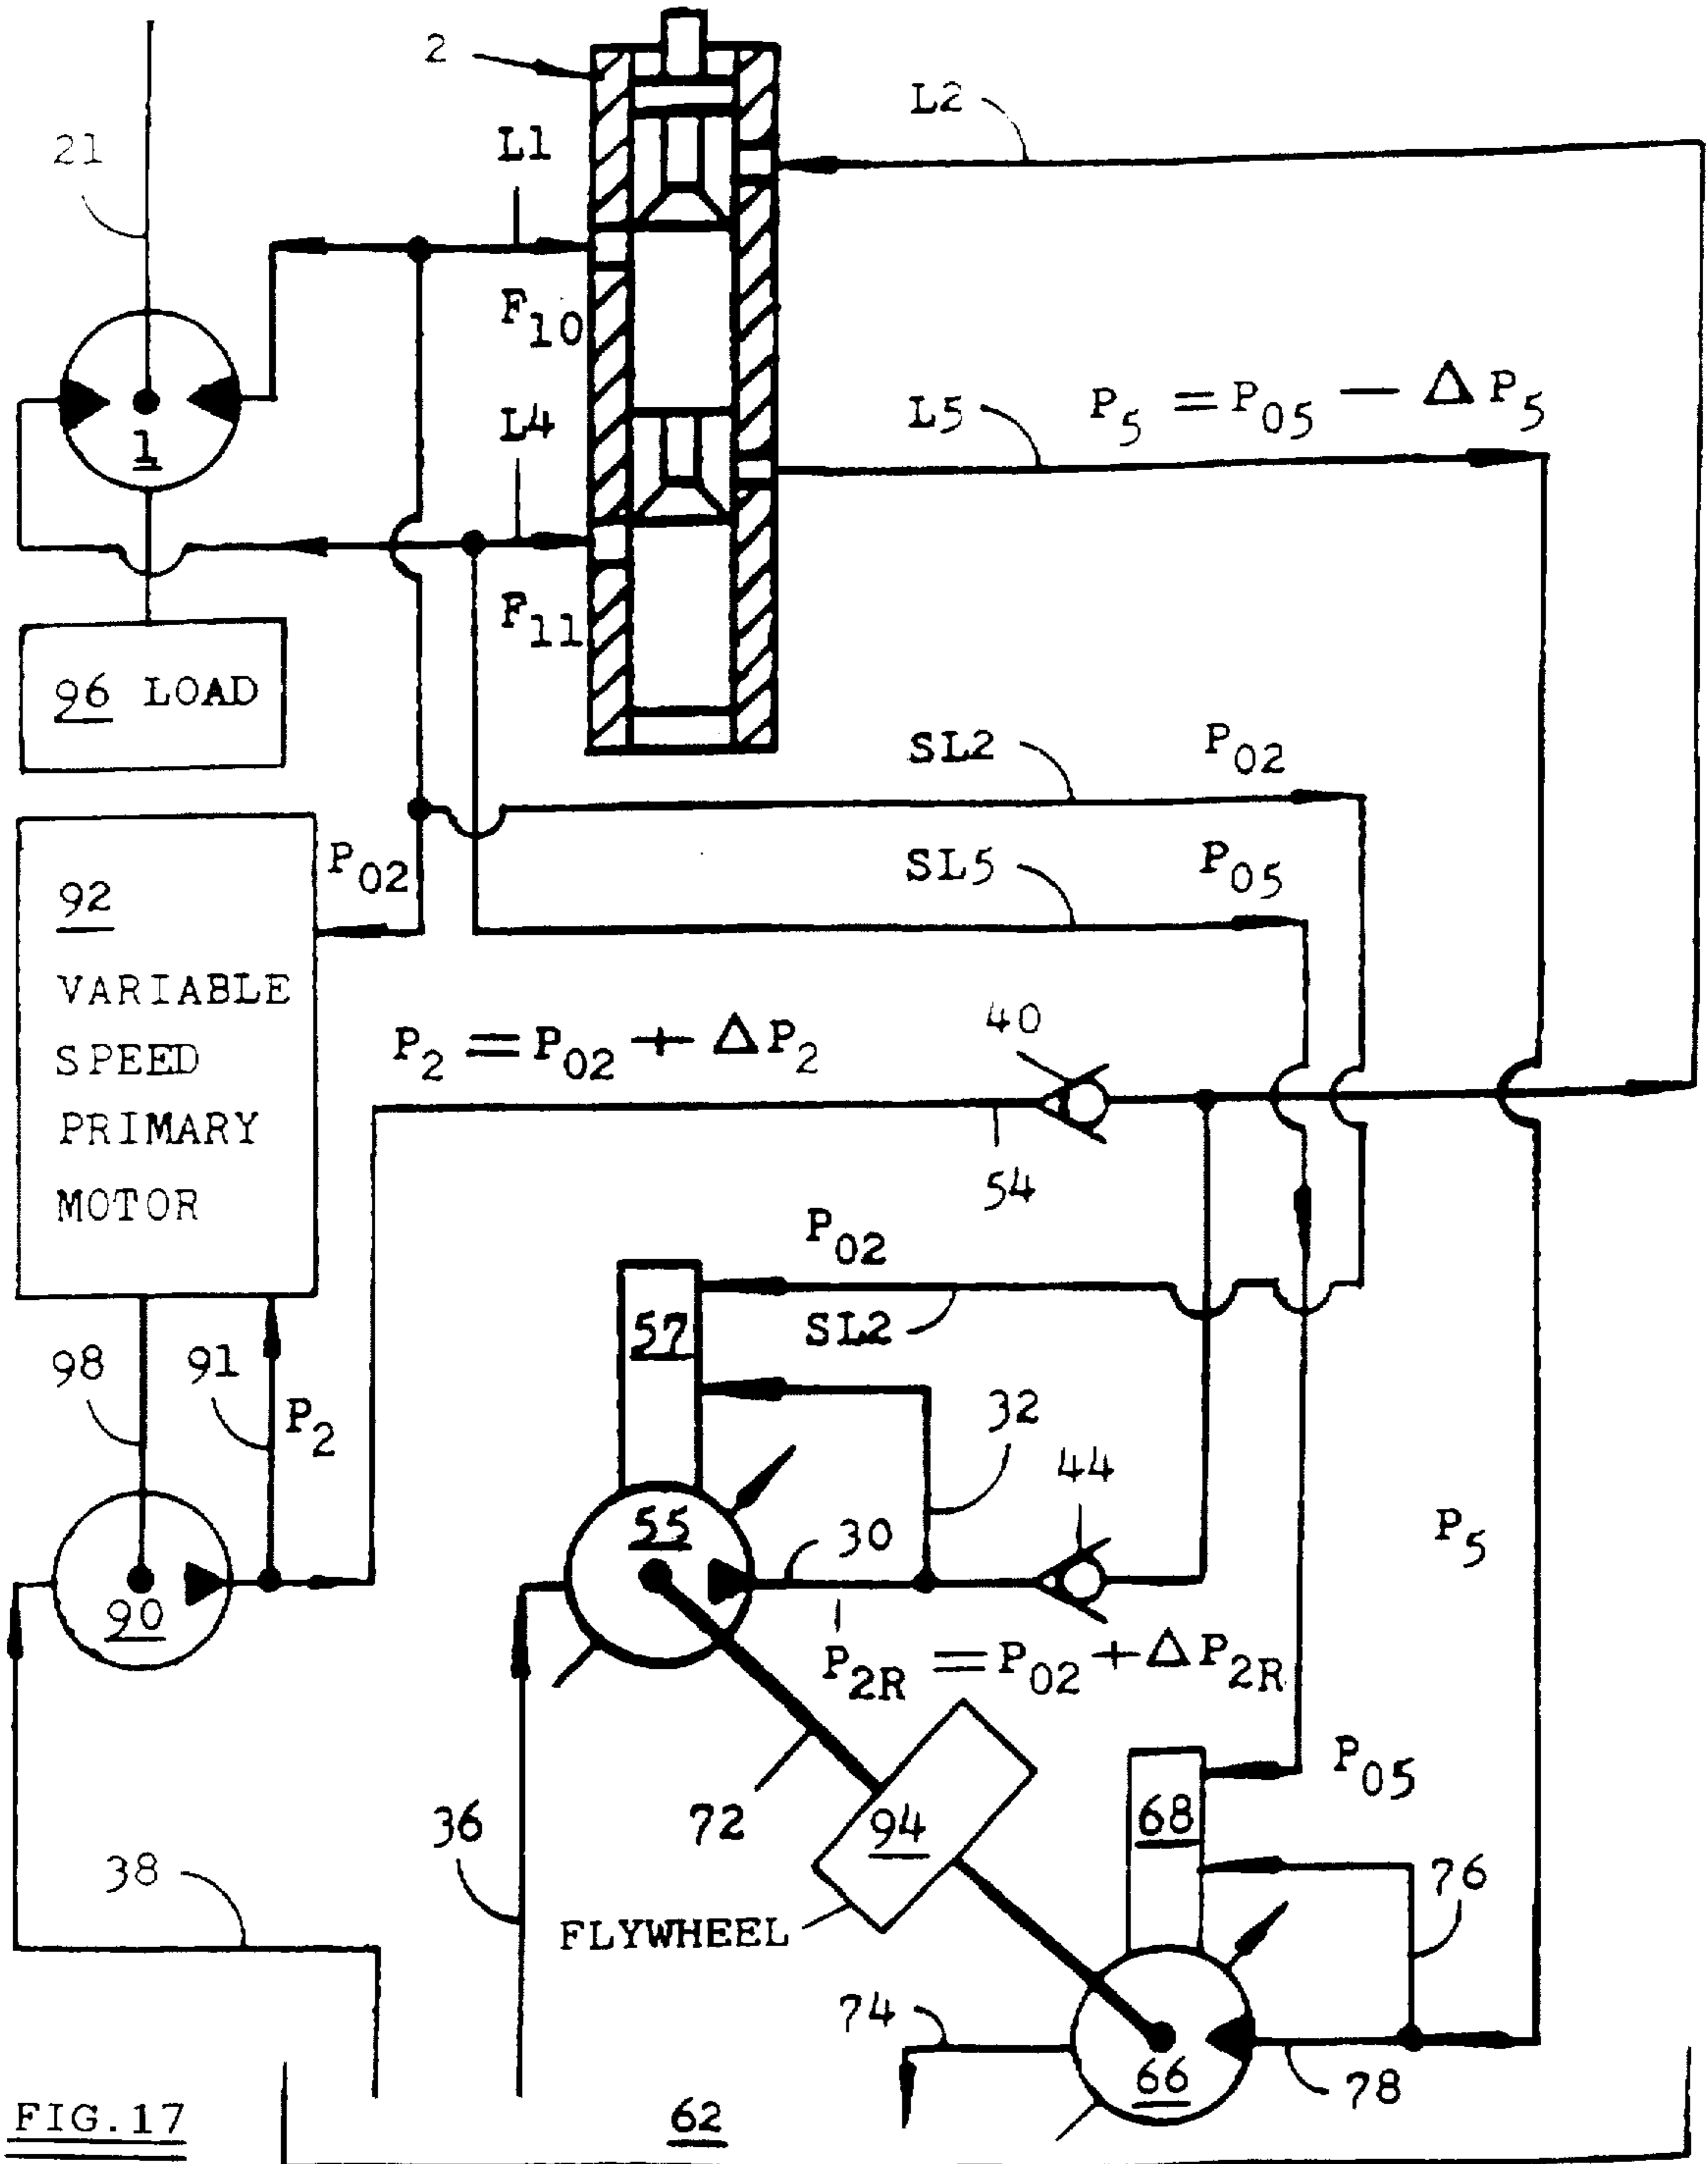 2
L2
21
L1
F10
P5 = P05 − ΔP5
L5
L4
1
F11
96 LOAD
SL2
P02
P02
SL5
P05
92
VARIABLE
SPEED
PRIMARY
MOTOR
40
P2 = P02 + ΔP2
54
P02
57
SL2
98
91
P2
32
44
55
30
P5
90
P2R = P02 + ΔP2R
72
94
P05
68
36
38
FLYWHEEL
76
74
66
78
FIG.17
62